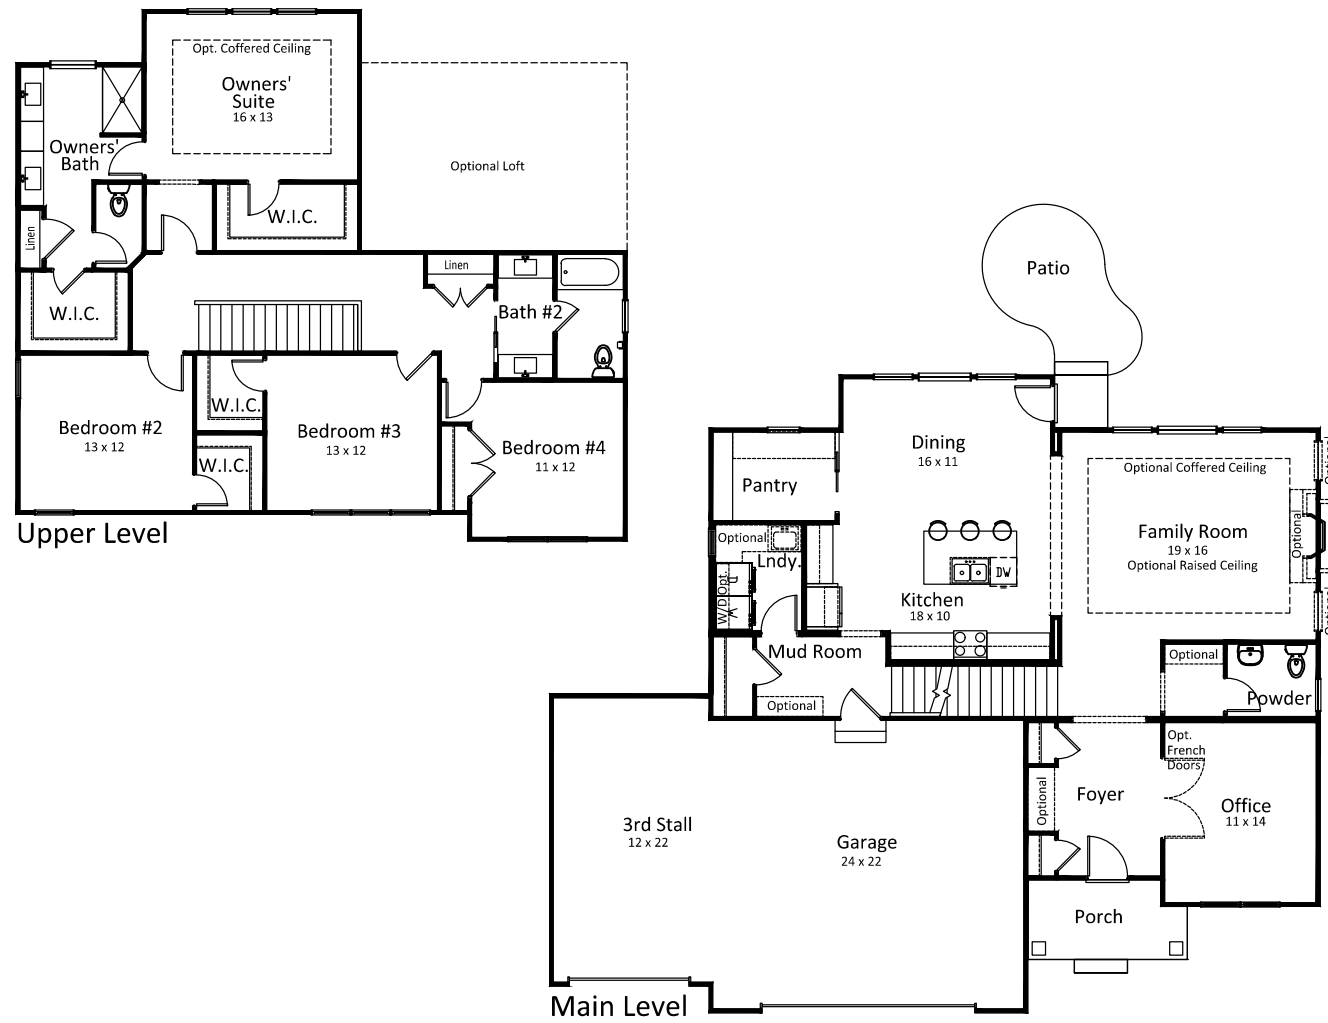 Opt. Coffered Ceiling
Owners'
Suite
16 x 13
Owners'
Bath
W.I.C.
Linen
W.I.C.
Optional Loft
Linen
Bath #2
Bedroom #2
13 x 12
W.I.C.
W.I.C.
Bedroom #3
13 x 12
Bedroom #4
11 x 12
Upper Level
Patio
Dining
16 x 11
Pantry
Optional
Lndy.
W/D Opt.
D
W
Kitchen
18 x 10
DW
Optional Coffered Ceiling
Family Room
19 x 16
Optional Raised Ceiling
Optional
Mud Room
Optional
Optional
Powder
Opt.
French
Doors
Foyer
Optional
Office
11 x 14
3rd Stall
12 x 22
Garage
24 x 22
Porch
Main Level